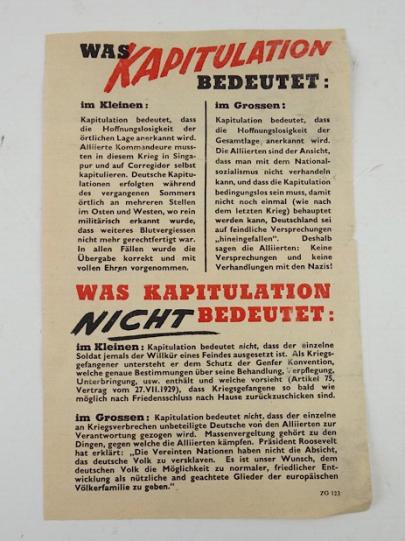 WAS KAPITULATION
BEDEUTET:
im Kleinen:
Kapitulation bedeutet, dass
die Hoffnungslosigkeit der
örtlichen Lage anerkannt wird.
Alliierte Kommandeure muss-
ten in diesem Krieg in Singa-
pur und auf Corregidor selbst
kapitulieren. Deutsche Kapitu-
lationen erfolgten während
des vergangenen Sommers
örtlich an mehreren Stellen
im Osten und Westen, wo rein
militärisch erkannt wurde,
dass weiteres Blutvergiessen
nicht mehr gerechtfertigt war.
In allen Fällen wurde die
Übergabe korrekt und mit
vollen Ehren vorgenommen.
im Grossen:
Kapitulation bedeutet, dass
die Hoffnungslosigkeit der
Gesamtlage, anerkannt wird.
Die Alliierten sind der Ansicht,
dass man mit dem National-
sozialismus nicht verhandeln
kann, und dass die Kapitulation
bedingungslos sein muss, damit
nicht noch einmal (wie nach
dem letzten Krieg) behauptet
werden kann, Deutschland sei
auf feindliche Versprechungen
„hineingefallen". Deshalb
sagen die Alliierten: Keine
Versprechungen und keine
Verhandlungen mit den Nazis!
WAS KAPITULATION
NICHT BEDEUTET:
im Kleinen: Kapitulation bedeutet nicht, dass der einzelne
Soldat jemals der Willkür eines Feindes ausgesetzt ist. Als Kriegs-
gefangener untersteht er dem Schutz der Genfer Konvention,
welche genaue Bestimmungen über seine Behandlung, Verpflegung,
Unterbringung, usw. enthält und welche vorsieht (Artikel 75,
Vertrag vom 27.VII.1929), dass Kriegsgefangene so bald wie
möglich nach Friedensschluss nach Hause zurückzuschicken sind.
im Grossen: Kapitulation bedeutet nicht, dass der einzelne
an Kriegsverbrechen unbeteiligte Deutsche von den Alliierten zur
Verantwortung gezogen wird. Massenvergeltung gehört zu den
Dingen, gegen welche die Alliierten kämpfen. Präsident Roosevelt
hat erklärt: „Die Vereinten Nationen haben nicht die Absicht,
das deutsche Volk zu versklaven. Es ist unser Wunsch, dem
deutschen Volk die Möglichkeit zu normaler, friedlicher Ent-
wicklung als nützliche und geachtete Glieder der europäischen
Völkerfamilie zu geben."
ZG 123